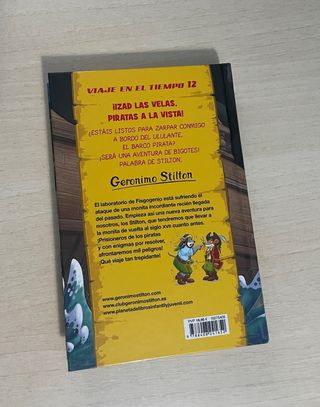 VIAJE EN EL TIEMPO 12
¡IZAD LAS VELAS,
PIRATAS A LA VISTA!
¿ESTÁIS LISTOS PARA ZARPAR CONMIGO
A BORDO DEL ULULANTE,
EL BARCO PIRATA?
¡SERÁ UNA AVENTURA DE BIGOTES!
PALABRA DE STILTON.
Geronimo Stilton
El laboratorio de Fisgogenio está sufriendo el
ataque de una monita incordiante recién llegada
del pasado. Empieza así una nueva aventura para
nosotros, los Stilton, que tendremos que llevar a
la monita de vuelta al siglo XVII cuanto antes.
¡Prisioneros de los piratas
y con enigmas por resolver,
afrontaremos mil peligros!
¡Qué viaje tan trepidante!
www.geronimostilton.es
www.clubgeronimostilton.es
www.planetadelibrosinfantilyjuvenil.com